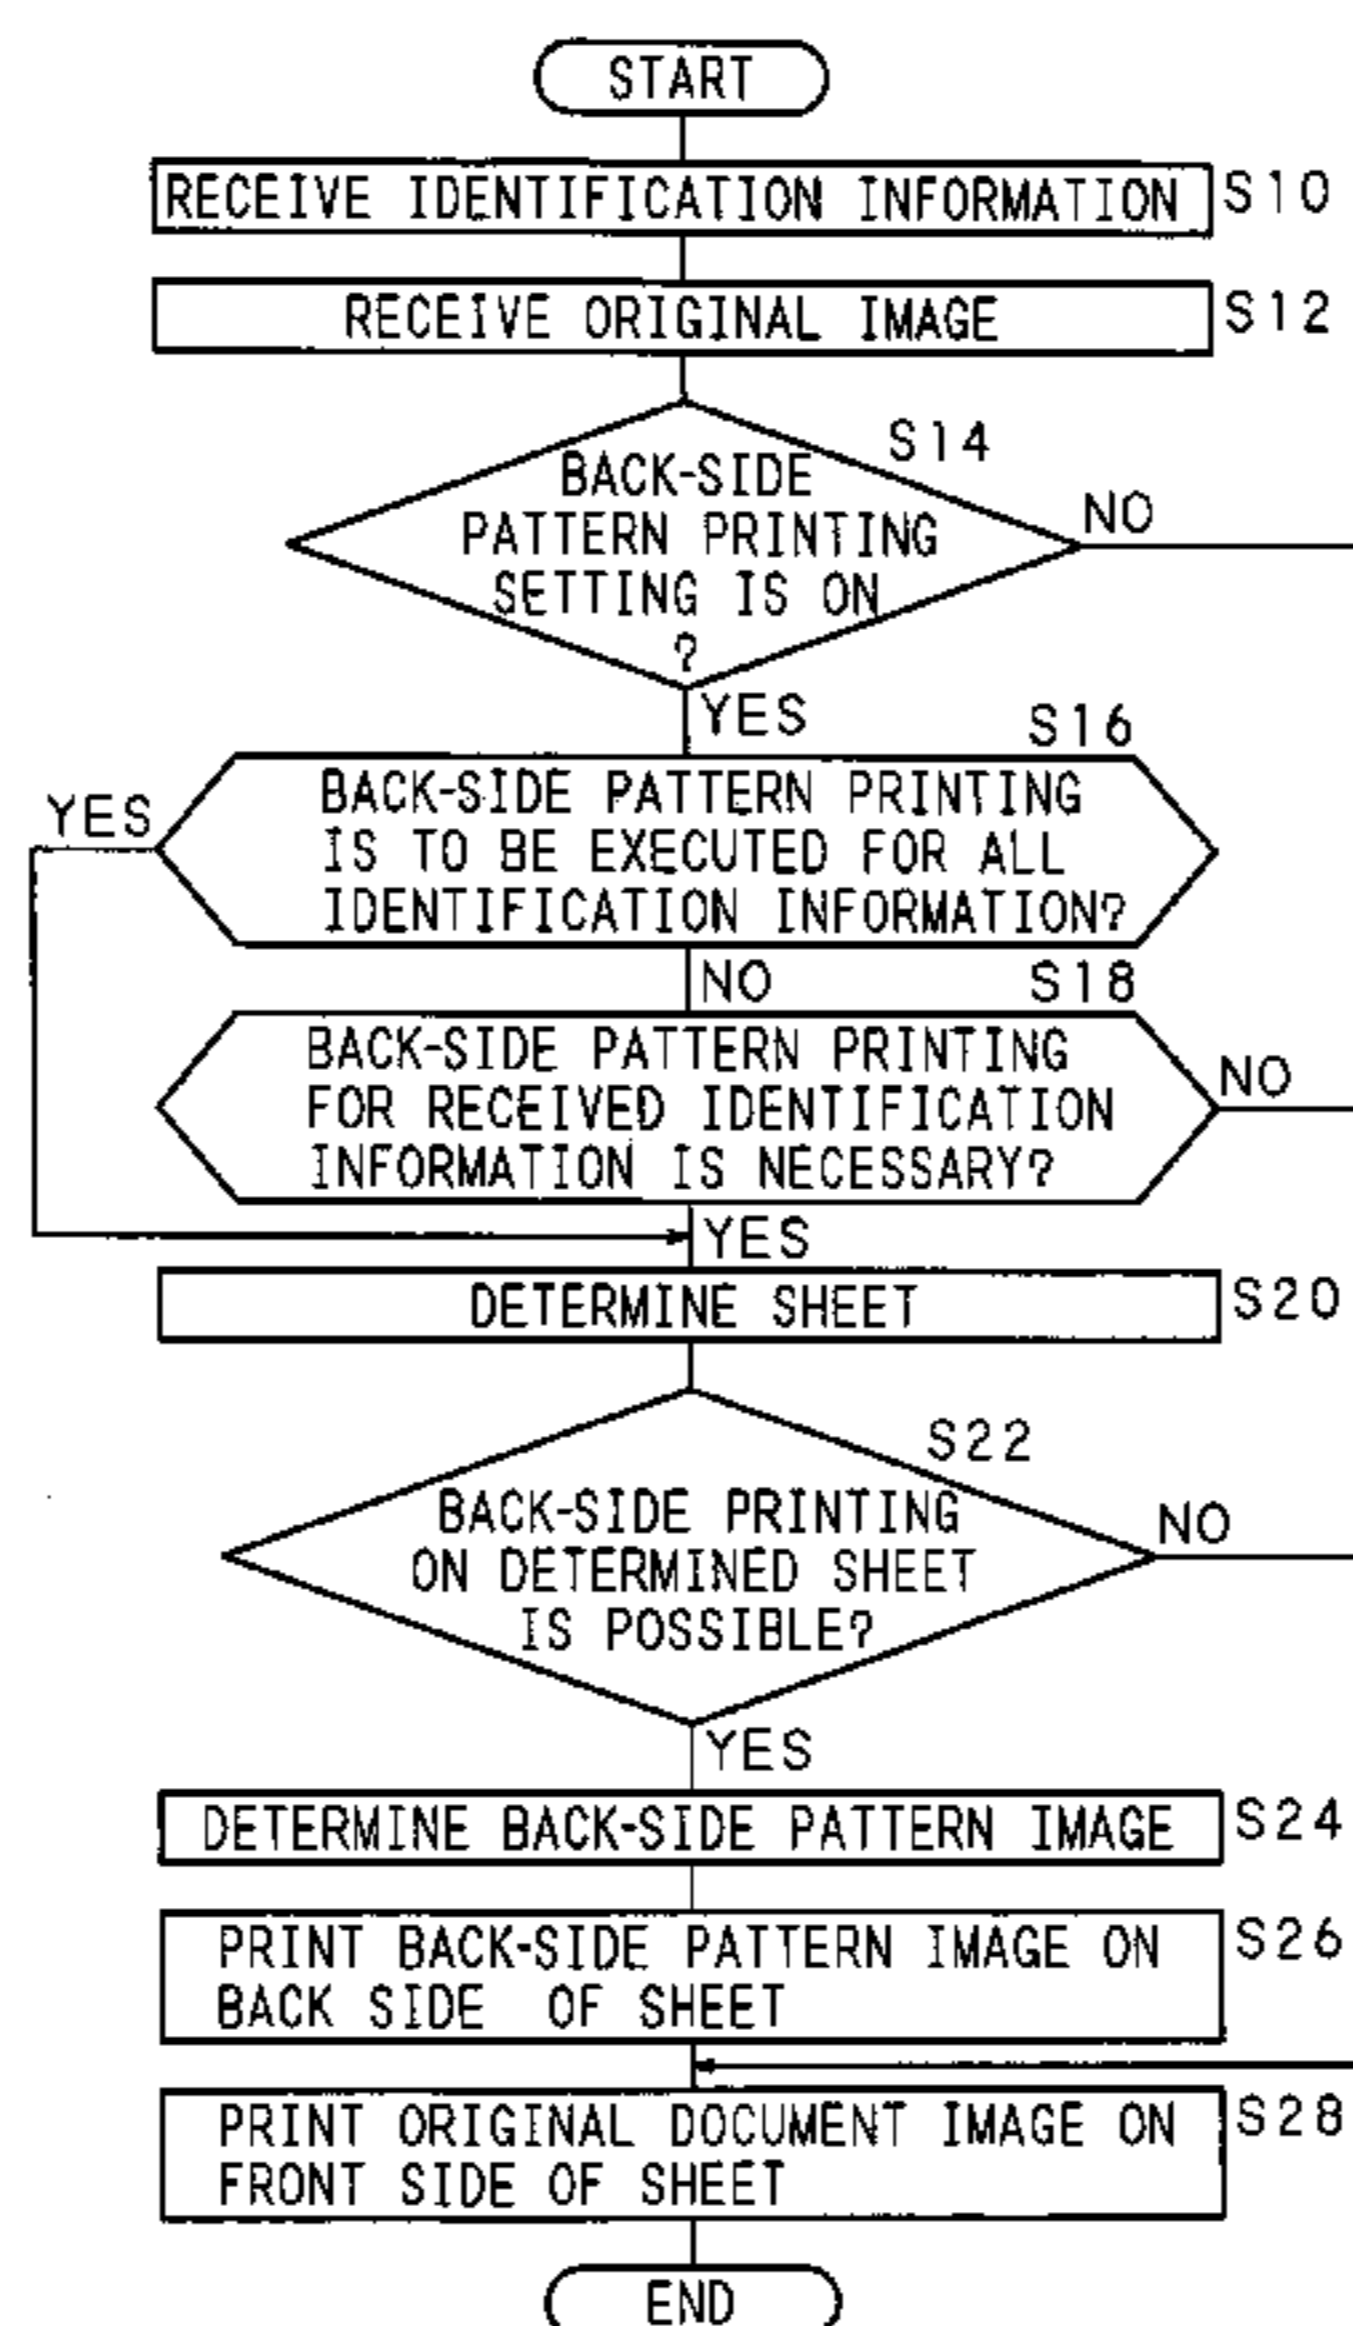 START
RECEIVE IDENTIFICATION INFORMATION
S10
RECEIVE ORIGINAL IMAGE
S12
S14
BACK-SIDE
PATTERN PRINTING
SETTING IS ON
?
NO
YES
S16
BACK-SIDE PATTERN PRINTING
IS TO BE EXECUTED FOR ALL
IDENTIFICATION INFORMATION?
YES
NO
S18
BACK-SIDE PATTERN PRINTING
FOR RECEIVED IDENTIFICATION
INFORMATION IS NECESSARY?
NO
YES
DETERMINE SHEET
S20
S22
BACK-SIDE PRINTING
ON DETERMINED SHEET
IS POSSIBLE?
NO
YES
DETERMINE BACK-SIDE PATTERN IMAGE
S24
PRINT BACK-SIDE PATTERN IMAGE ON
BACK SIDE OF SHEET
S26
PRINT ORIGINAL DOCUMENT IMAGE ON
FRONT SIDE OF SHEET
S28
END